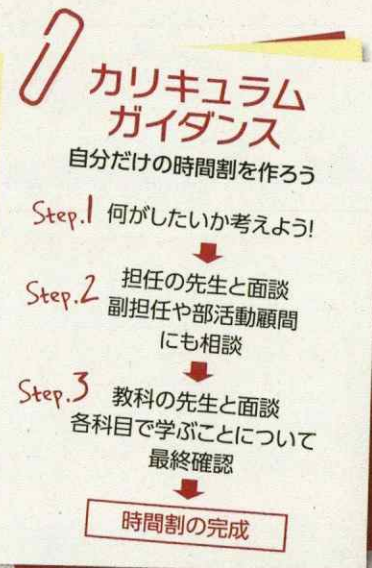 カリキュラム
ガイダンス
自分だけの時間割を作ろう
Step.1 何がしたいか考えよう!
Step.2 担任の先生と面談
副担任や部活動顧問
にも相談
Step.3 教科の先生と面談
各科目で学ぶことについて
最終確認
時間割の完成